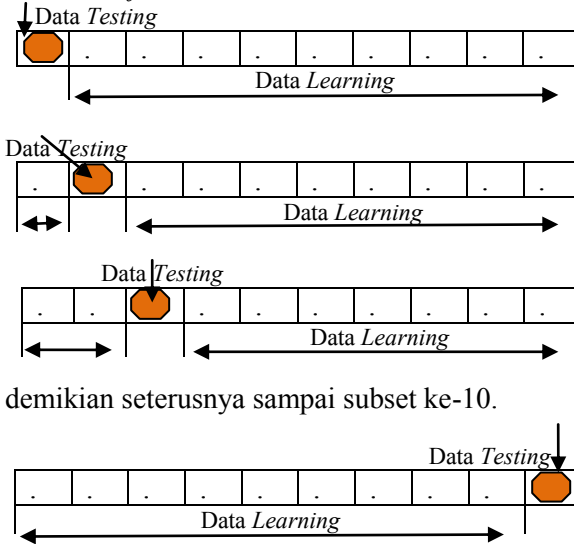 Data Testing
. . . . . . . . .
Data Learning
Data Testing
. . . . . . . . .
Data Learning
Data Testing
. . . . . . . . .
Data Learning
demikian seterusnya sampai subset ke-10.
Data Testing
. . . . . . . . .
Data Learning